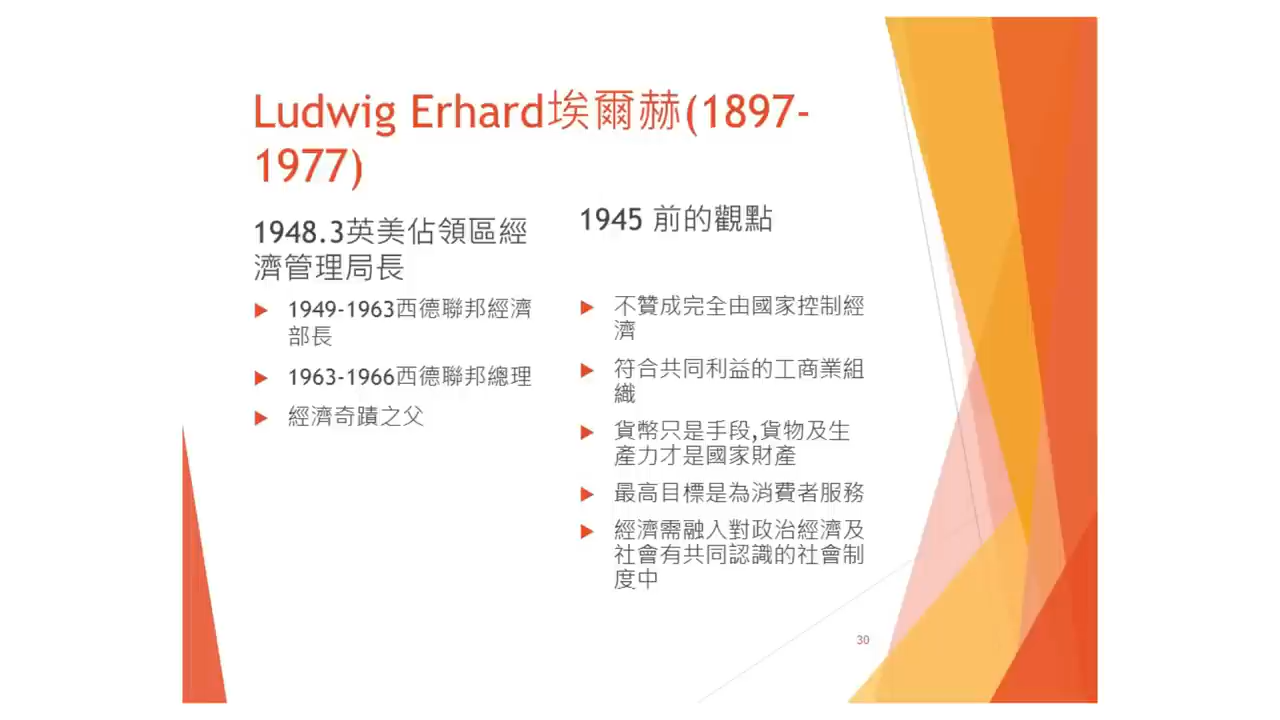 Ludwig Erhard埃爾赫(1897-
1977)
1948.3英美佔領區經
濟管理局長
1949-1963西德聯邦經濟
部長
1963-1966西德聯邦總理
經濟奇蹟之父
1945 前的觀點
不贊成完全由國家控制經
濟
符合共同利益的工商業組
織
貨幣只是手段,貨物及生
產力才是國家財產
最高目標是為消費者服務
經濟需融入對政治經濟及
社會有共同認識的社會制
度中
30